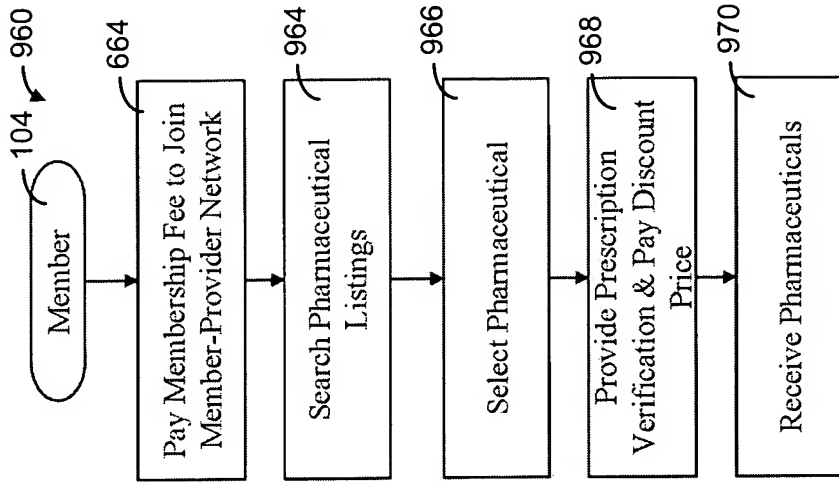 960
104
Member
664
Pay Membership Fee to Join
Member-Provider Network
964
Search Pharmaceutical
Listings
966
Select Pharmaceutical
968
Provide Prescription
Verification & Pay Discount
Price
970
Receive Pharmaceuticals